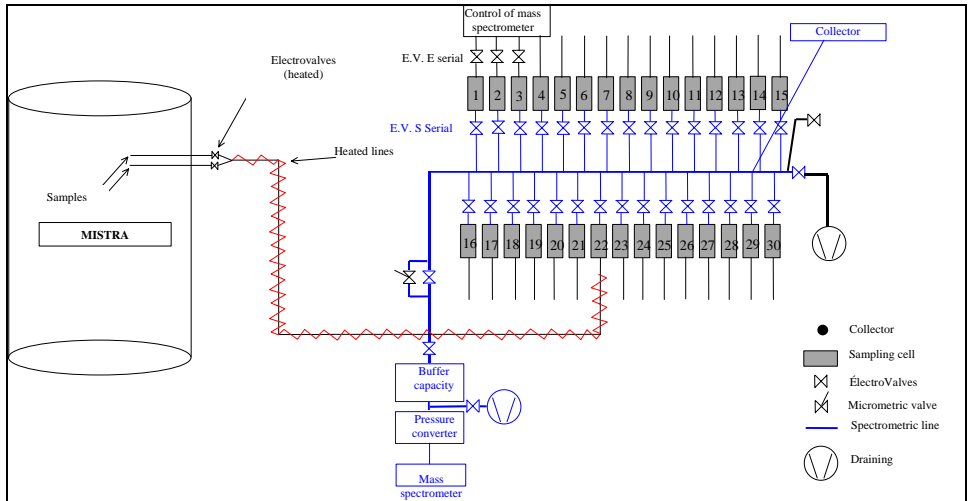 Control of mass
spectrometer
Collector
Electrovalves
(heated)
E.V. E serial
1 2 3 4 5 6 7 8 9 10 11 12 13 14 15
E.V. S Serial
Heated lines
Samples
MISTRA
16 17 18 19 20 21 22 23 24 25 26 27 28 29 30
Collector
Sampling cell
ÉlectroValves
Micrometric valve
Spectrometric line
Draining
Buffer
capacity
Pressure
converter
Mass
spectrometer